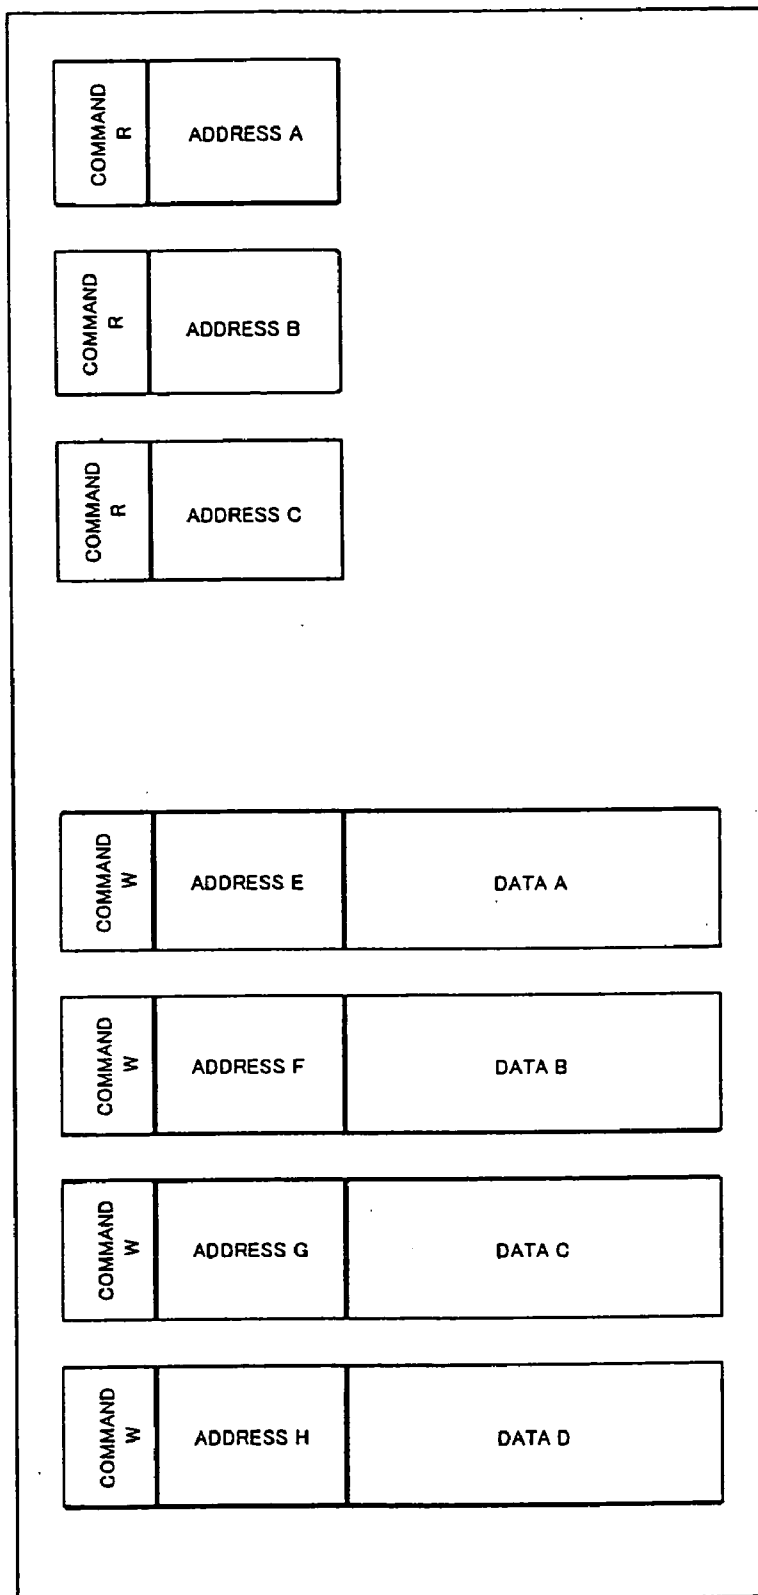 COMMAND
R
ADDRESS A
COMMAND
R
ADDRESS B
COMMAND
R
ADDRESS C
COMMAND
W
ADDRESS E
DATA A
COMMAND
W
ADDRESS F
DATA B
COMMAND
W
ADDRESS G
DATA C
COMMAND
W
ADDRESS H
DATA D